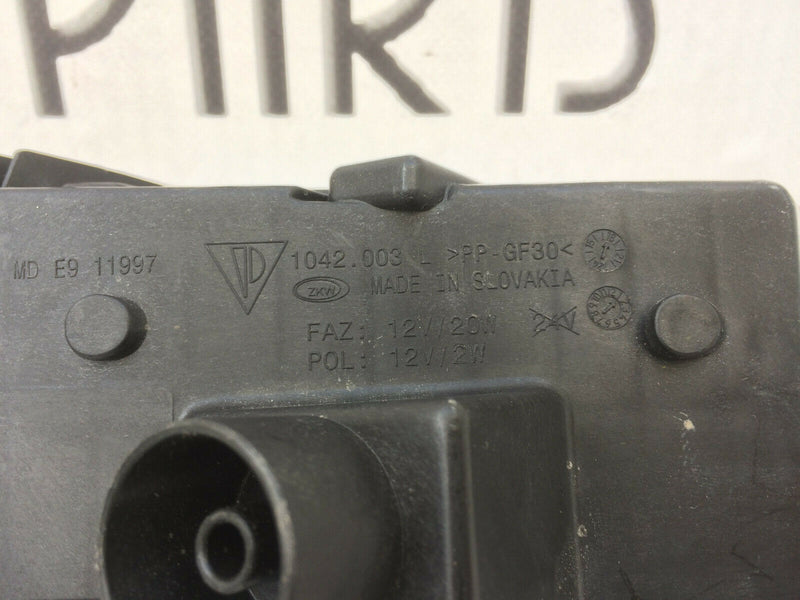 PARTS
MD E9 11997
1042.003 L >PP-GF30<
ZKW MADE IN SLOVAKIA
FAZ: 12V/20W 24V
POL: 12V/2W